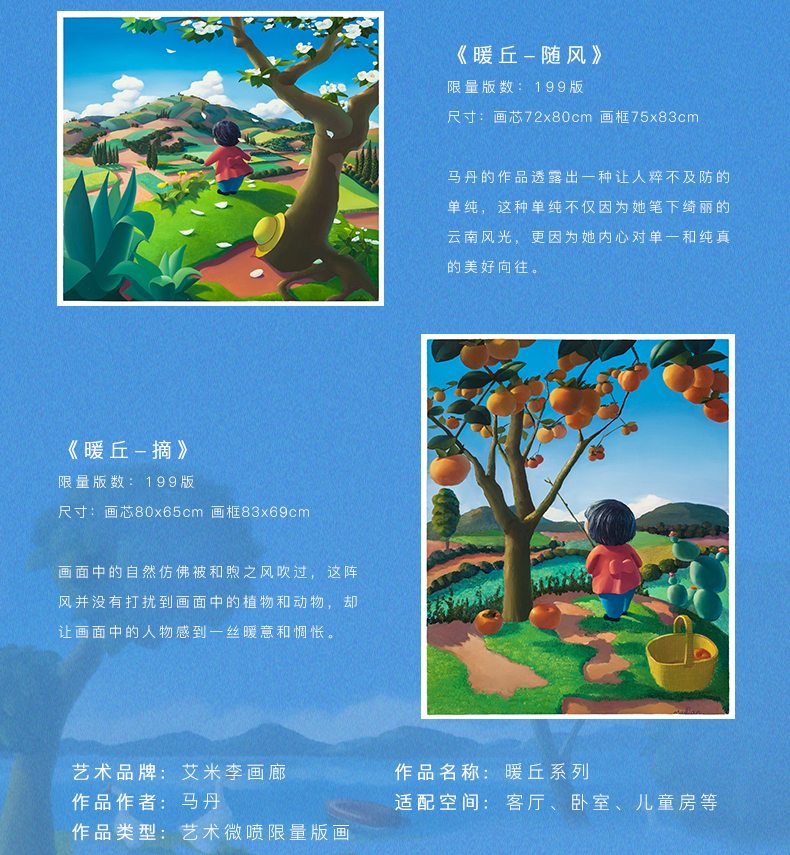 《暖丘–随风》
限量版数：199版
尺寸：画芯72x80cm 画框75x83cm
马丹的作品透露出一种让人粹不及防的
单纯，这种单纯不仅因为她笔下绮丽的
云南风光，更因为她内心对单一和纯真
的美好向往。
《暖丘–摘》
限量版数：199版
尺寸：画芯80x65cm 画框83x69cm
画面中的自然仿佛被和煦之风吹过，这阵
风并没有打扰到画面中的植物和动物，却
让画面中的人物感到一丝暖意和惆怅。
艺术品牌：艾米李画廊
作品作者：马丹
作品类型：艺术微喷限量版画
作品名称：暖丘系列
适配空间：客厅、卧室、儿童房等